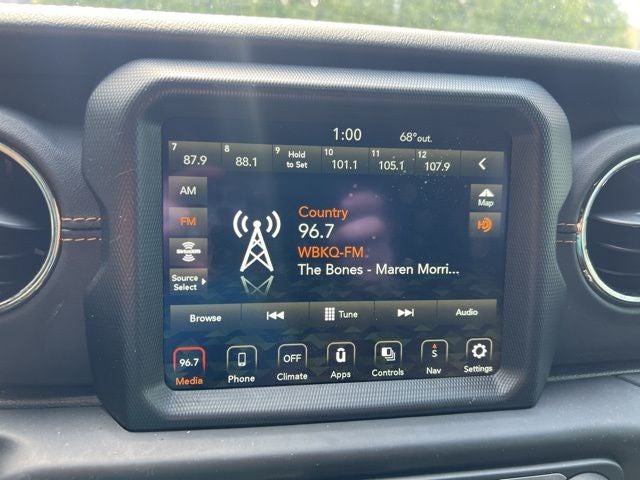 1:00 68°out.
7 87.9 8 88.1 9 Hold to Set 10 101.1 11 105.1 12 107.9
AM
FM
SiriusXM
Source Select
Country
96.7
WBKQ-FM
The Bones - Maren Morri...
Map
HD
Browse Tune Audio
96.7 OFF Ū S
Media Phone Climate Apps Controls Nav Settings